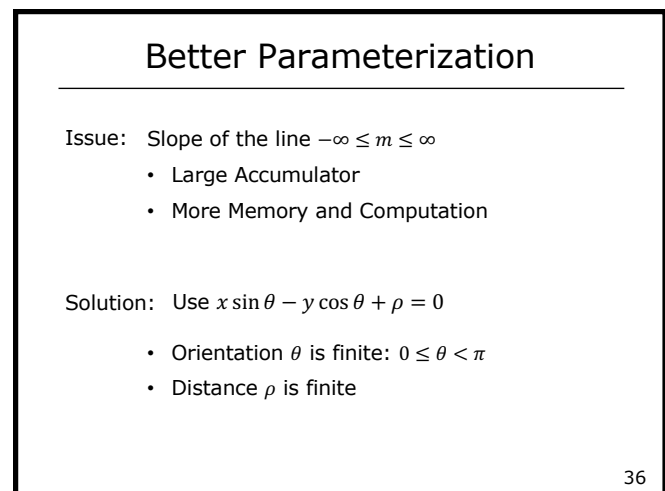 Better Parameterization
Issue: Slope of the line −∞ ≤ 𝑚 ≤ ∞
• Large Accumulator
• More Memory and Computation
Solution: Use 𝑥 sin 𝜃 − 𝑦 cos 𝜃 + 𝜌 = 0
• Orientation 𝜃 is finite: 0 ≤ 𝜃 < 𝜋
• Distance 𝜌 is finite
36